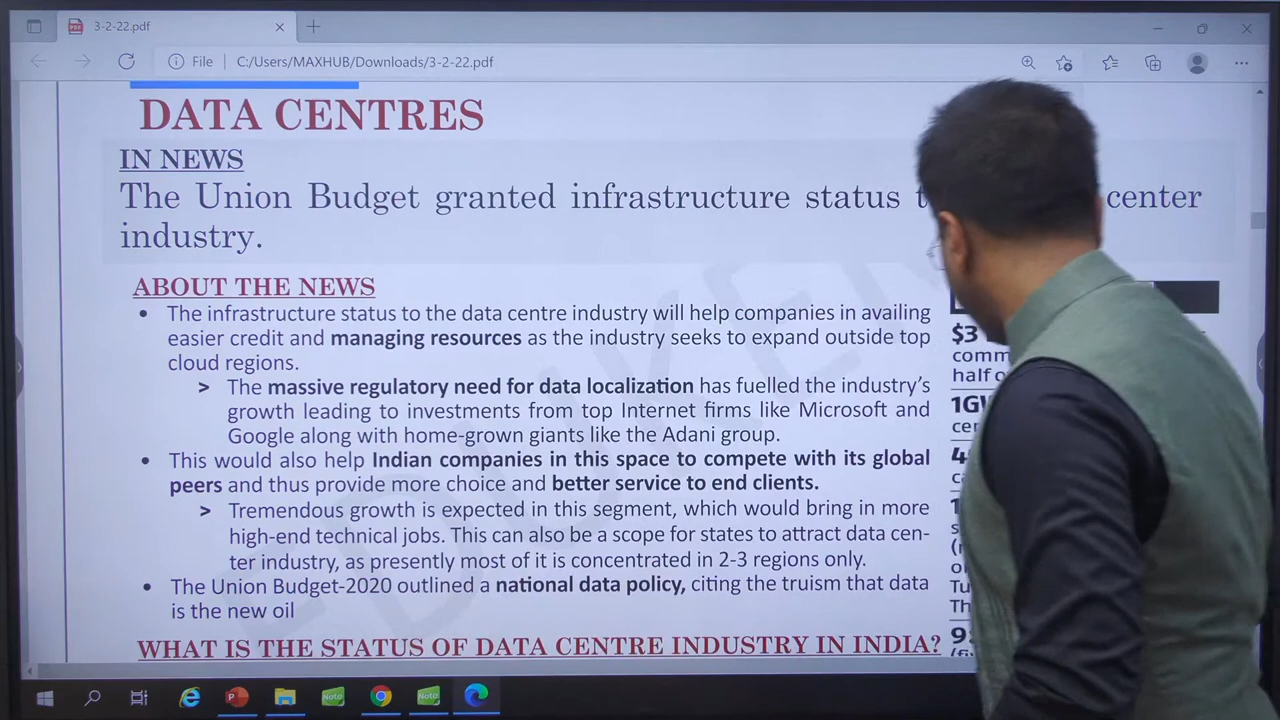 3-2-22.pdf
File C:/Users/MAXHUB/Downloads/3-2-22.pdf
DATA CENTRES
IN NEWS
The Union Budget granted infrastructure status center
industry.
ABOUT THE NEWS
• The infrastructure status to the data centre industry will help companies in availing
easier credit and managing resources as the industry seeks to expand outside top
cloud regions.
> The massive regulatory need for data localization has fuelled the industry's
growth leading to investments from top Internet firms like Microsoft and
Google along with home-grown giants like the Adani group.
• This would also help Indian companies in this space to compete with its global
peers and thus provide more choice and better service to end clients.
> Tremendous growth is expected in this segment, which would bring in more
high-end technical jobs. This can also be a scope for states to attract data cen-
ter industry, as presently most of it is concentrated in 2-3 regions only.
• The Union Budget-2020 outlined a national data policy, citing the truism that data
is the new oil
WHAT IS THE STATUS OF DATA CENTRE INDUSTRY IN INDIA?
$3
comm
half o
1GW
cer
Tu
Th
Note
Note